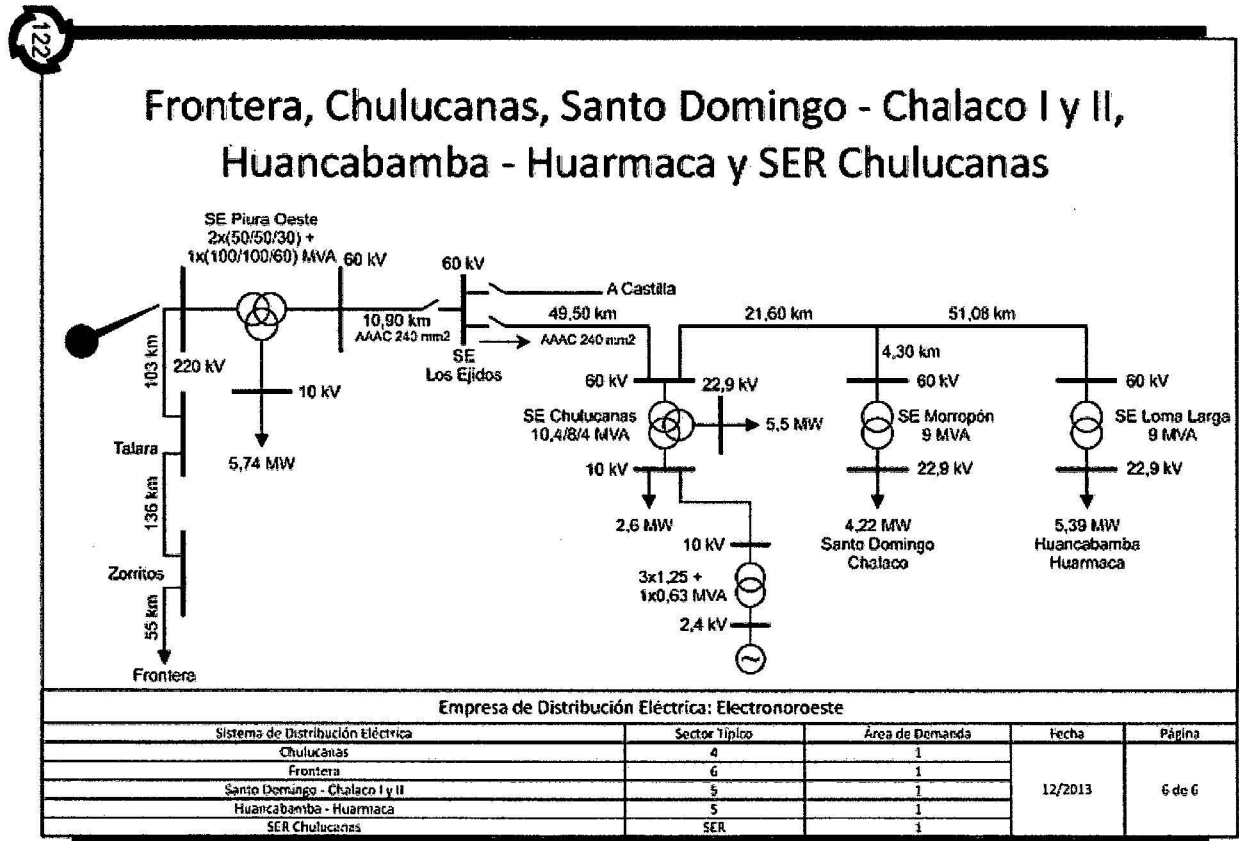 122
Frontera, Chulucanas, Santo Domingo - Chalaco I y II,
Huancabamba - Huarmaca y SER Chulucanas
SE Piura Oeste
2x(50/50/30) +
1x(100/100/60) MVA
60 kV
60 kV
A Castilla
10,90 km
AAAC 240 mm2
49,50 km
AAAC 240 mm2
21,60 km
51,08 km
SE
Los Ejidos
4,30 km
103 km
220 kV
10 kV
5,74 MW
60 kV
22,9 kV
60 kV
60 kV
SE Chulucanas
10,4/8/4 MVA
5,5 MW
SE Morropón
9 MVA
SE Loma Larga
9 MVA
Talara
10 kV
22,9 kV
22,9 kV
136 km
2,6 MW
4,22 MW
Santo Domingo
Chalaco
5,39 MW
Huancabamba
Huarmaca
10 kV
Zorritos
3x1,25 +
1x0,63 MVA
2,4 kV
55 km
~
Frontera
Empresa de Distribución Eléctrica: Electronoroeste
Sistema de Distribución Eléctrica Sector Típico Área de Demanda Fecha Página
Chulucanas 4 1
Frontera 6 1
Santo Domingo - Chalaco I y II 5 1 12/2013 6 de 6
Huancabamba - Huarmaca 5 1
SER Chulucanas SER 1